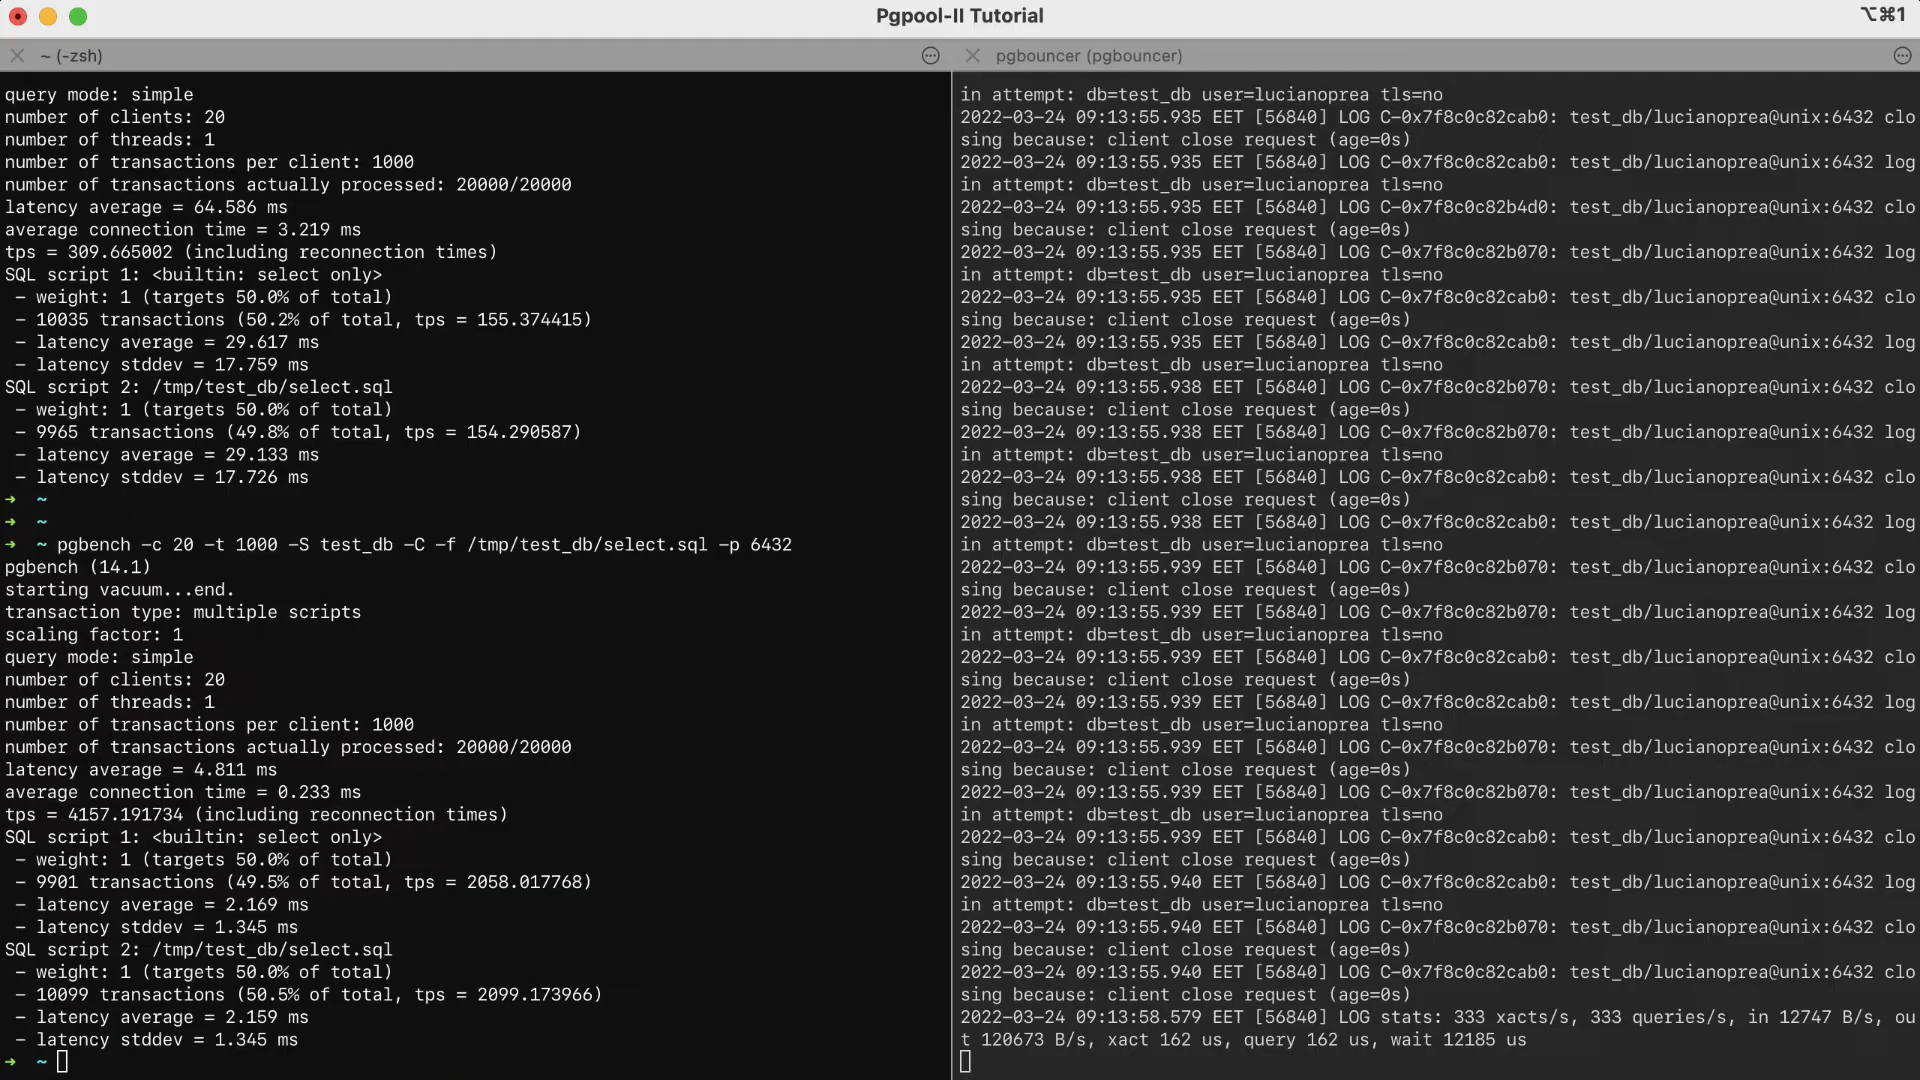 Pgpool-II Tutorial
⌥⌘1
~ (-zsh)
query mode: simple
number of clients: 20
number of threads: 1
number of transactions per client: 1000
number of transactions actually processed: 20000/20000
latency average = 64.586 ms
average connection time = 3.219 ms
tps = 309.665002 (including reconnection times)
SQL script 1: <builtin: select only>
 - weight: 1 (targets 50.0% of total)
 - 10035 transactions (50.2% of total, tps = 155.374415)
 - latency average = 29.617 ms
 - latency stddev = 17.759 ms
SQL script 2: /tmp/test_db/select.sql
 - weight: 1 (targets 50.0% of total)
 - 9965 transactions (49.8% of total, tps = 154.290587)
 - latency average = 29.133 ms
 - latency stddev = 17.726 ms
➜ ~
➜ ~
➜ ~ pgbench -c 20 -t 1000 -S test_db -C -f /tmp/test_db/select.sql -p 6432
pgbench (14.1)
starting vacuum...end.
transaction type: multiple scripts
scaling factor: 1
query mode: simple
number of clients: 20
number of threads: 1
number of transactions per client: 1000
number of transactions actually processed: 20000/20000
latency average = 4.811 ms
average connection time = 0.233 ms
tps = 4157.191734 (including reconnection times)
SQL script 1: <builtin: select only>
 - weight: 1 (targets 50.0% of total)
 - 9901 transactions (49.5% of total, tps = 2058.017768)
 - latency average = 2.169 ms
 - latency stddev = 1.345 ms
SQL script 2: /tmp/test_db/select.sql
 - weight: 1 (targets 50.0% of total)
 - 10099 transactions (50.5% of total, tps = 2099.173966)
 - latency average = 2.159 ms
 - latency stddev = 1.345 ms
➜ ~
pgbouncer (pgbouncer)
in attempt: db=test_db user=lucianoprea tls=no
2022-03-24 09:13:55.935 EET [56840] LOG C-0x7f8c0c82cab0: test_db/lucianoprea@unix:6432 clo
sing because: client close request (age=0s)
2022-03-24 09:13:55.935 EET [56840] LOG C-0x7f8c0c82cab0: test_db/lucianoprea@unix:6432 log
in attempt: db=test_db user=lucianoprea tls=no
2022-03-24 09:13:55.935 EET [56840] LOG C-0x7f8c0c82b4d0: test_db/lucianoprea@unix:6432 clo
sing because: client close request (age=0s)
2022-03-24 09:13:55.935 EET [56840] LOG C-0x7f8c0c82b070: test_db/lucianoprea@unix:6432 log
in attempt: db=test_db user=lucianoprea tls=no
2022-03-24 09:13:55.935 EET [56840] LOG C-0x7f8c0c82cab0: test_db/lucianoprea@unix:6432 clo
sing because: client close request (age=0s)
2022-03-24 09:13:55.935 EET [56840] LOG C-0x7f8c0c82cab0: test_db/lucianoprea@unix:6432 log
in attempt: db=test_db user=lucianoprea tls=no
2022-03-24 09:13:55.938 EET [56840] LOG C-0x7f8c0c82b070: test_db/lucianoprea@unix:6432 clo
sing because: client close request (age=0s)
2022-03-24 09:13:55.938 EET [56840] LOG C-0x7f8c0c82b070: test_db/lucianoprea@unix:6432 log
in attempt: db=test_db user=lucianoprea tls=no
2022-03-24 09:13:55.938 EET [56840] LOG C-0x7f8c0c82cab0: test_db/lucianoprea@unix:6432 clo
sing because: client close request (age=0s)
2022-03-24 09:13:55.938 EET [56840] LOG C-0x7f8c0c82cab0: test_db/lucianoprea@unix:6432 log
in attempt: db=test_db user=lucianoprea tls=no
2022-03-24 09:13:55.939 EET [56840] LOG C-0x7f8c0c82b070: test_db/lucianoprea@unix:6432 clo
sing because: client close request (age=0s)
2022-03-24 09:13:55.939 EET [56840] LOG C-0x7f8c0c82b070: test_db/lucianoprea@unix:6432 log
in attempt: db=test_db user=lucianoprea tls=no
2022-03-24 09:13:55.939 EET [56840] LOG C-0x7f8c0c82cab0: test_db/lucianoprea@unix:6432 clo
sing because: client close request (age=0s)
2022-03-24 09:13:55.939 EET [56840] LOG C-0x7f8c0c82cab0: test_db/lucianoprea@unix:6432 log
in attempt: db=test_db user=lucianoprea tls=no
2022-03-24 09:13:55.939 EET [56840] LOG C-0x7f8c0c82b070: test_db/lucianoprea@unix:6432 clo
sing because: client close request (age=0s)
2022-03-24 09:13:55.939 EET [56840] LOG C-0x7f8c0c82b070: test_db/lucianoprea@unix:6432 log
in attempt: db=test_db user=lucianoprea tls=no
2022-03-24 09:13:55.939 EET [56840] LOG C-0x7f8c0c82cab0: test_db/lucianoprea@unix:6432 clo
sing because: client close request (age=0s)
2022-03-24 09:13:55.940 EET [56840] LOG C-0x7f8c0c82cab0: test_db/lucianoprea@unix:6432 log
in attempt: db=test_db user=lucianoprea tls=no
2022-03-24 09:13:55.940 EET [56840] LOG C-0x7f8c0c82b070: test_db/lucianoprea@unix:6432 clo
sing because: client close request (age=0s)
2022-03-24 09:13:55.940 EET [56840] LOG C-0x7f8c0c82cab0: test_db/lucianoprea@unix:6432 clo
sing because: client close request (age=0s)
2022-03-24 09:13:58.579 EET [56840] LOG stats: 333 xacts/s, 333 queries/s, in 12747 B/s, ou
t 120673 B/s, xact 162 us, query 162 us, wait 12185 us